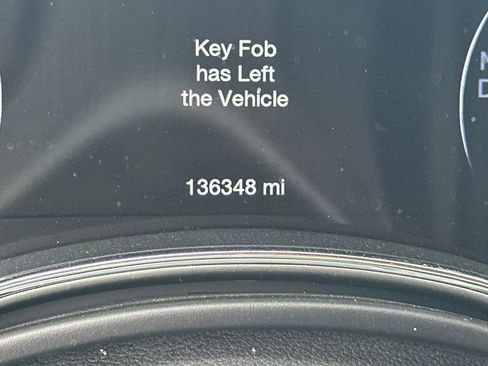 Key Fob
has Left
the Vehicle
136348 mi